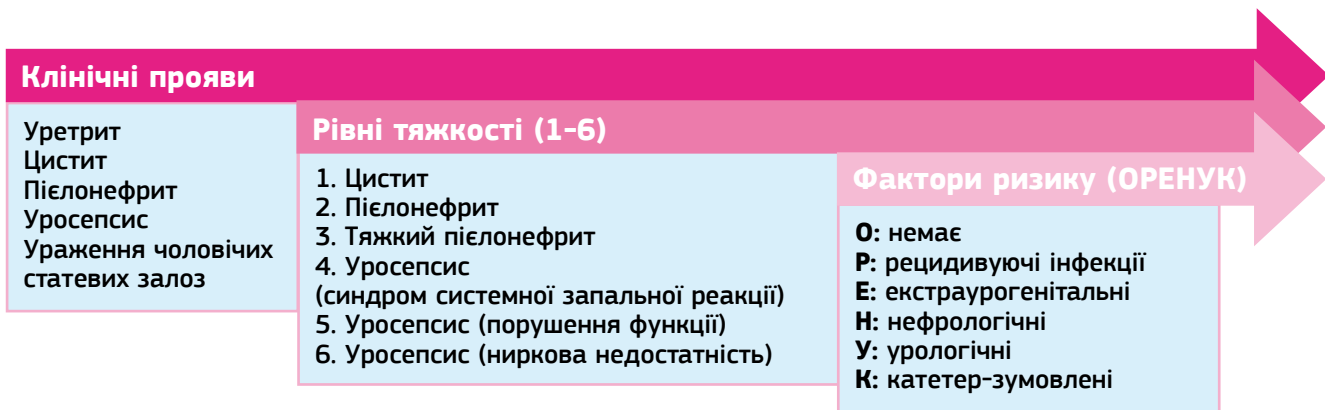 Клінічні прояви
Уретрит
Цистит
Пієлонефрит
Уросепсис
Ураження чоловічих
статевих залоз
Рівні тяжкості (1-6)
1. Цистит
2. Пієлонефрит
3. Тяжкий пієлонефрит
4. Уросепсис
(синдром системної запальної реакції)
5. Уросепсис (порушення функції)
6. Уросепсис (ниркова недостатність)
Фактори ризику (ОРЕНУК)
О: немає
Р: рецидивуючі інфекції
Е: екстраурогенітальні
Н: нефрологічні
У: урологічні
К: катетер-зумовлені